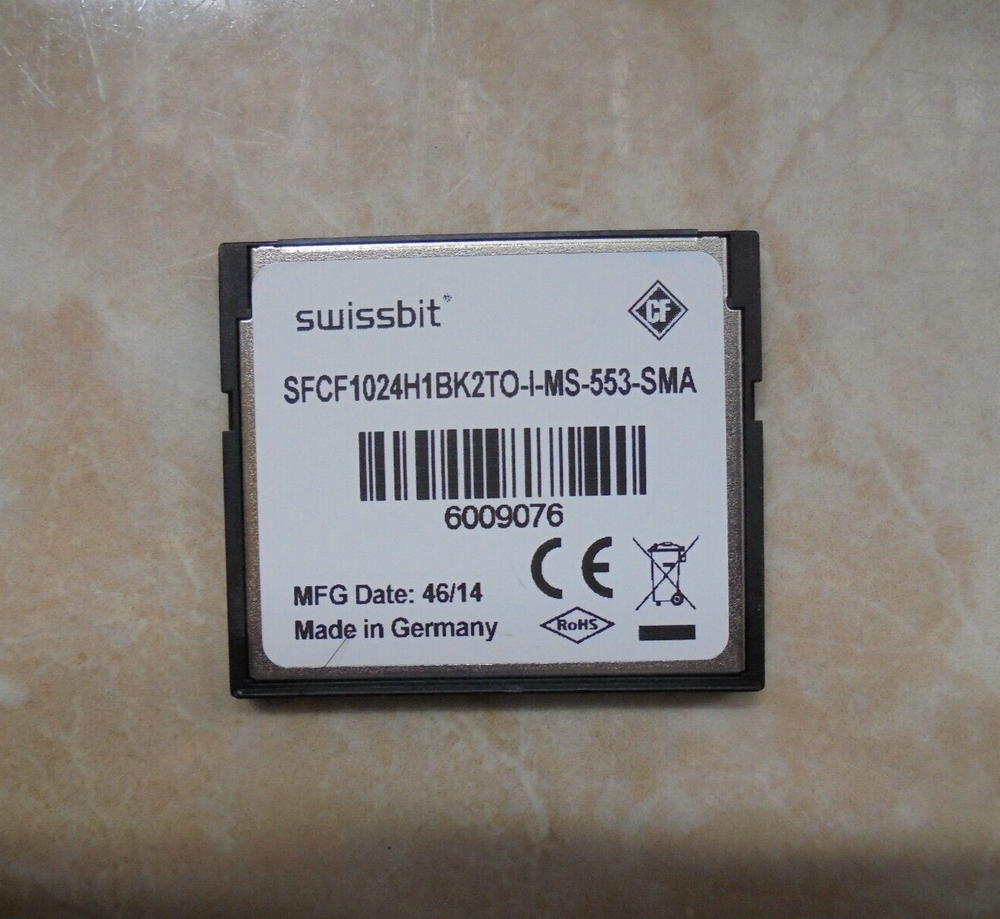 swissbit®
CF
SFCF1024H1BK2TO-I-MS-553-SMA
6009076
CE
MFG Date: 46/14
Made in Germany
RoHS